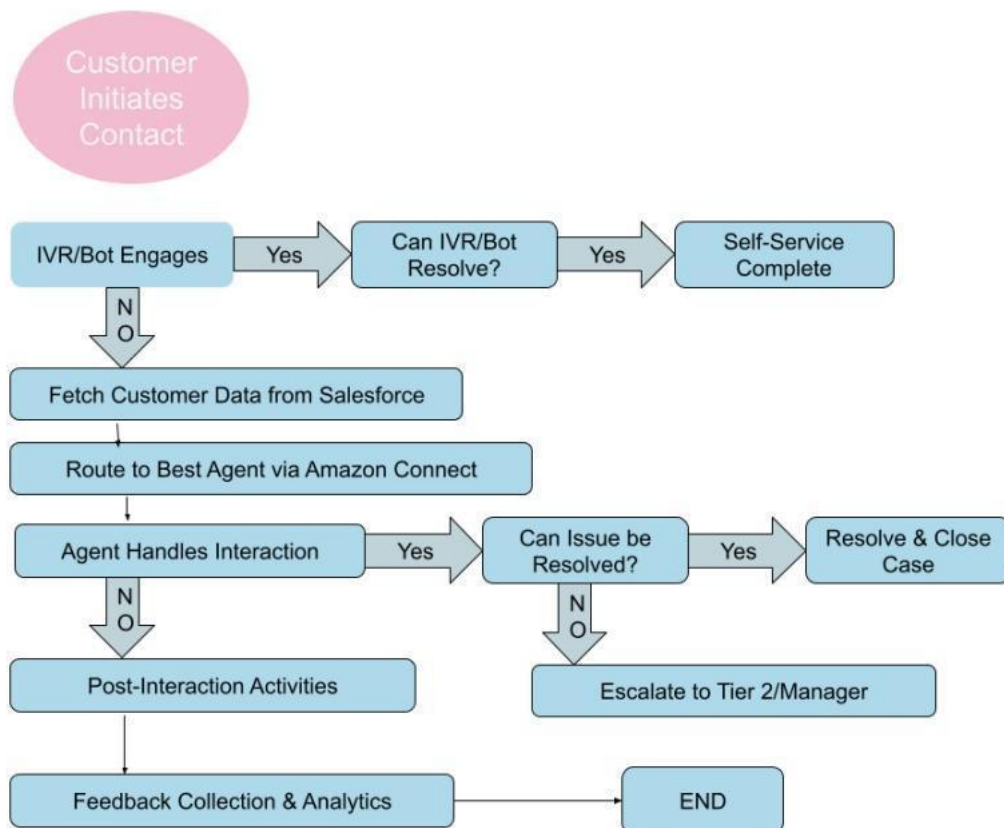 Customer
Initiates
Contact
IVR/Bot Engages
Yes
Can IVR/Bot
Resolve?
Yes
Self-Service
Complete
N
O
Fetch Customer Data from Salesforce
Route to Best Agent via Amazon Connect
Agent Handles Interaction
Yes
Can Issue be
Resolved?
Yes
Resolve & Close
Case
N
O
N
O
Post-Interaction Activities
Escalate to Tier 2/Manager
Feedback Collection & Analytics
END